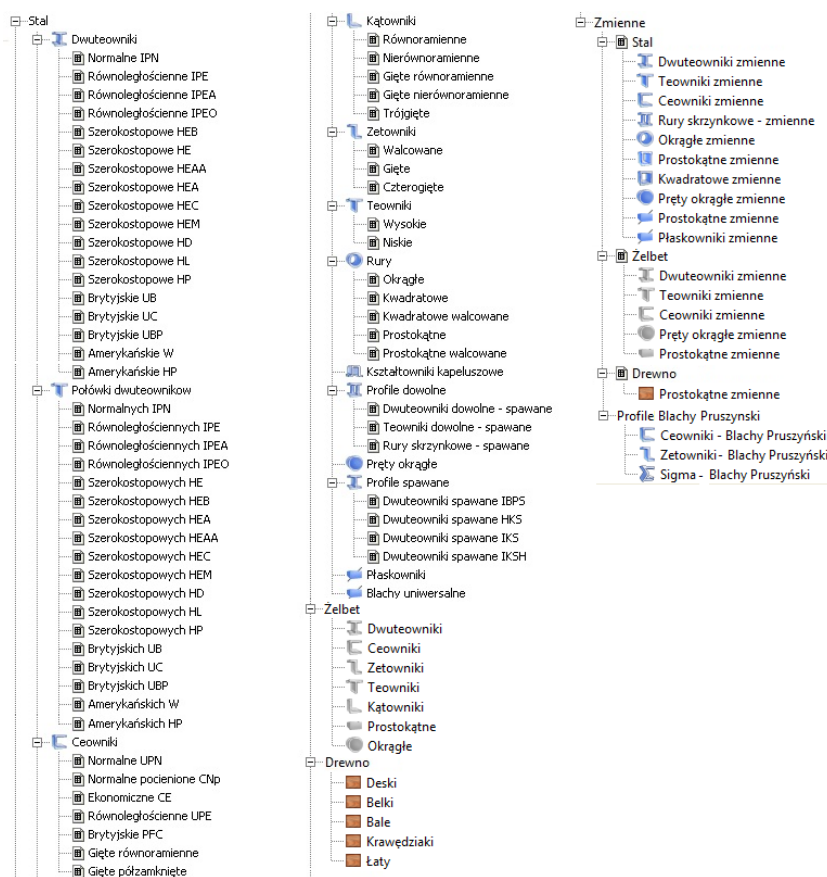 Stal
Dwuteowniki
Normalne IPN
Równoległościenne IPE
Równoległościenne IPEA
Równoległościenne IPEO
Szerokostopowe HEB
Szerokostopowe HE
Szerokostopowe HEAA
Szerokostopowe HEA
Szerokostopowe HEC
Szerokostopowe HEM
Szerokostopowe HD
Szerokostopowe HL
Szerokostopowe HP
Brytyjskie UB
Brytyjskie UC
Brytyjskie UBP
Amerykańskie W
Amerykańskie HP
Połówki dwuteownikow
Normalnych IPN
Równoległościennych IPE
Równoległościennych IPEA
Równoległościennych IPEO
Szerokostopowych HE
Szerokostopowych HEB
Szerokostopowych HEA
Szerokostopowych HEAA
Szerokostopowych HEC
Szerokostopowych HEM
Szerokostopowych HD
Szerokostopowych HL
Szerokostopowych HP
Brytyjskich UB
Brytyjskich UC
Brytyjskich UBP
Amerykańskich W
Amerykańskich HP
Ceowniki
Normalne UPN
Normalne pocienione CNp
Ekonomiczne CE
Równoległościenne UPE
Brytyjskie PFC
Gięte równoramienne
Gięte półzamknięte
Kątowniki
Równoramienne
Nierównoramienne
Gięte równoramienne
Gięte nierównoramienne
Trójgięte
Zetowniki
Walcowane
Gięte
Czterogięte
Teowniki
Wysokie
Niskie
Rury
Okrągłe
Kwadratowe
Kwadratowe walcowane
Prostokątne
Prostokątne walcowane
Kształtowniki kapeluszowe
Profile dowolne
Dwuteowniki dowolne - spawane
Teowniki dowolne - spawane
Rury skrzynkowe - spawane
Pręty okrągłe
Profile spawane
Dwuteowniki spawane IBPS
Dwuteowniki spawane HKS
Dwuteowniki spawane IKS
Dwuteowniki spawane IKSH
Płaskowniki
Blachy uniwersalne
Żelbet
Dwuteowniki
Ceowniki
Zetowniki
Teowniki
Kątowniki
Prostokątne
Okrągłe
Drewno
Deski
Belki
Bale
Krawędziaki
Łaty
Zmienne
Stal
Dwuteowniki zmienne
Teowniki zmienne
Ceowniki zmienne
Rury skrzynkowe - zmienne
Okrągłe zmienne
Prostokątne zmienne
Kwadratowe zmienne
Pręty okrągłe zmienne
Prostokątne zmienne
Płaskowniki zmienne
Żelbet
Dwuteowniki zmienne
Teowniki zmienne
Ceowniki zmienne
Pręty okrągłe zmienne
Prostokątne zmienne
Drewno
Prostokątne zmienne
Profile Blachy Pruszynski
Ceowniki - Blachy Pruszyński
Zetowniki- Blachy Pruszyński
Sigma - Blachy Pruszyński